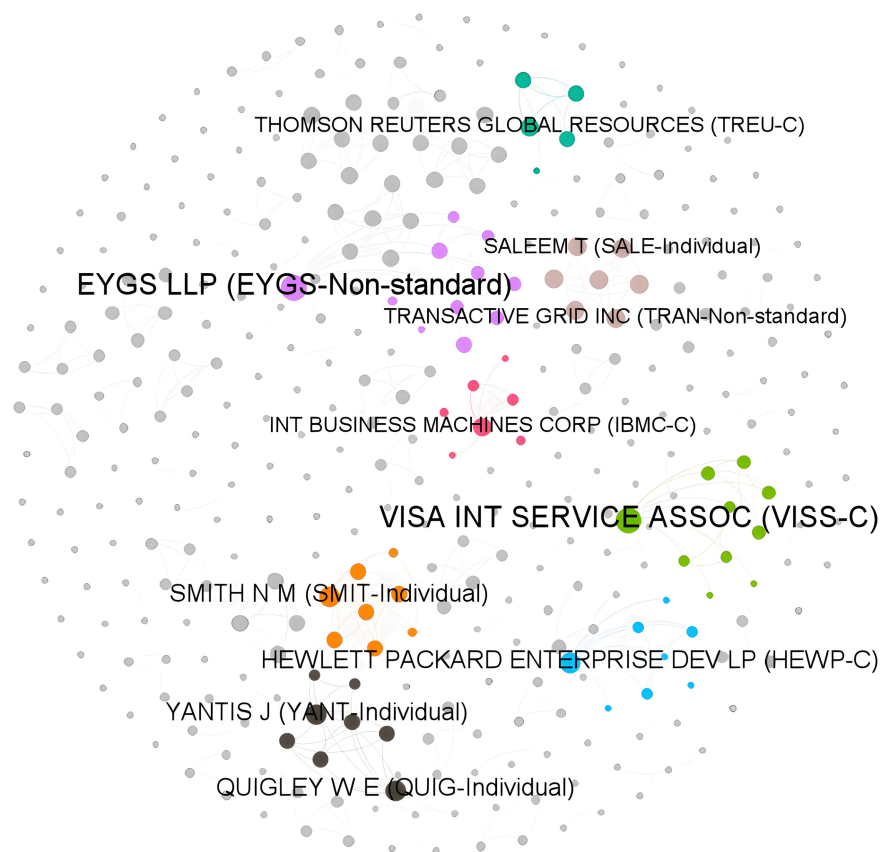 THOMSON REUTERS GLOBAL RESOURCES (TREU-C)
SALEEM T (SALE-Individual)
EYGS LLP (EYGS-Non-standard)
TRANSACTIVE GRID INC (TRAN-Non-standard)
INT BUSINESS MACHINES CORP (IBMC-C)
VISA INT SERVICE ASSOC (VISS-C)
SMITH N M (SMIT-Individual)
HEWLETT PACKARD ENTERPRISE DEV LP (HEWP-C)
YANTIS J (YANT-Individual)
QUIGLEY W E (QUIG-Individual)